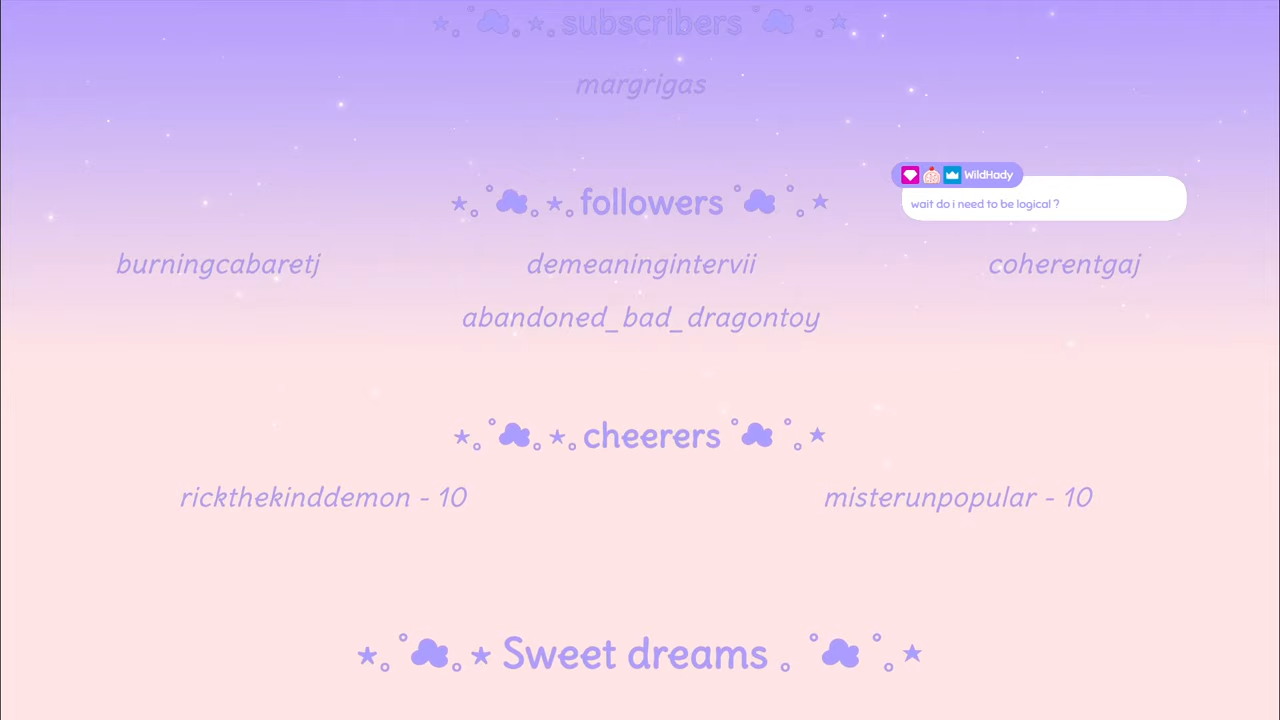 subscribers
margrigas
followers
WildHady
wait do i need to be logical ?
burningcabaretj demeaningintervii coherentgaj
abandoned_bad_dragontoy
cheerers
rickthekinddemon - 10 misterunpopular - 10
Sweet dreams